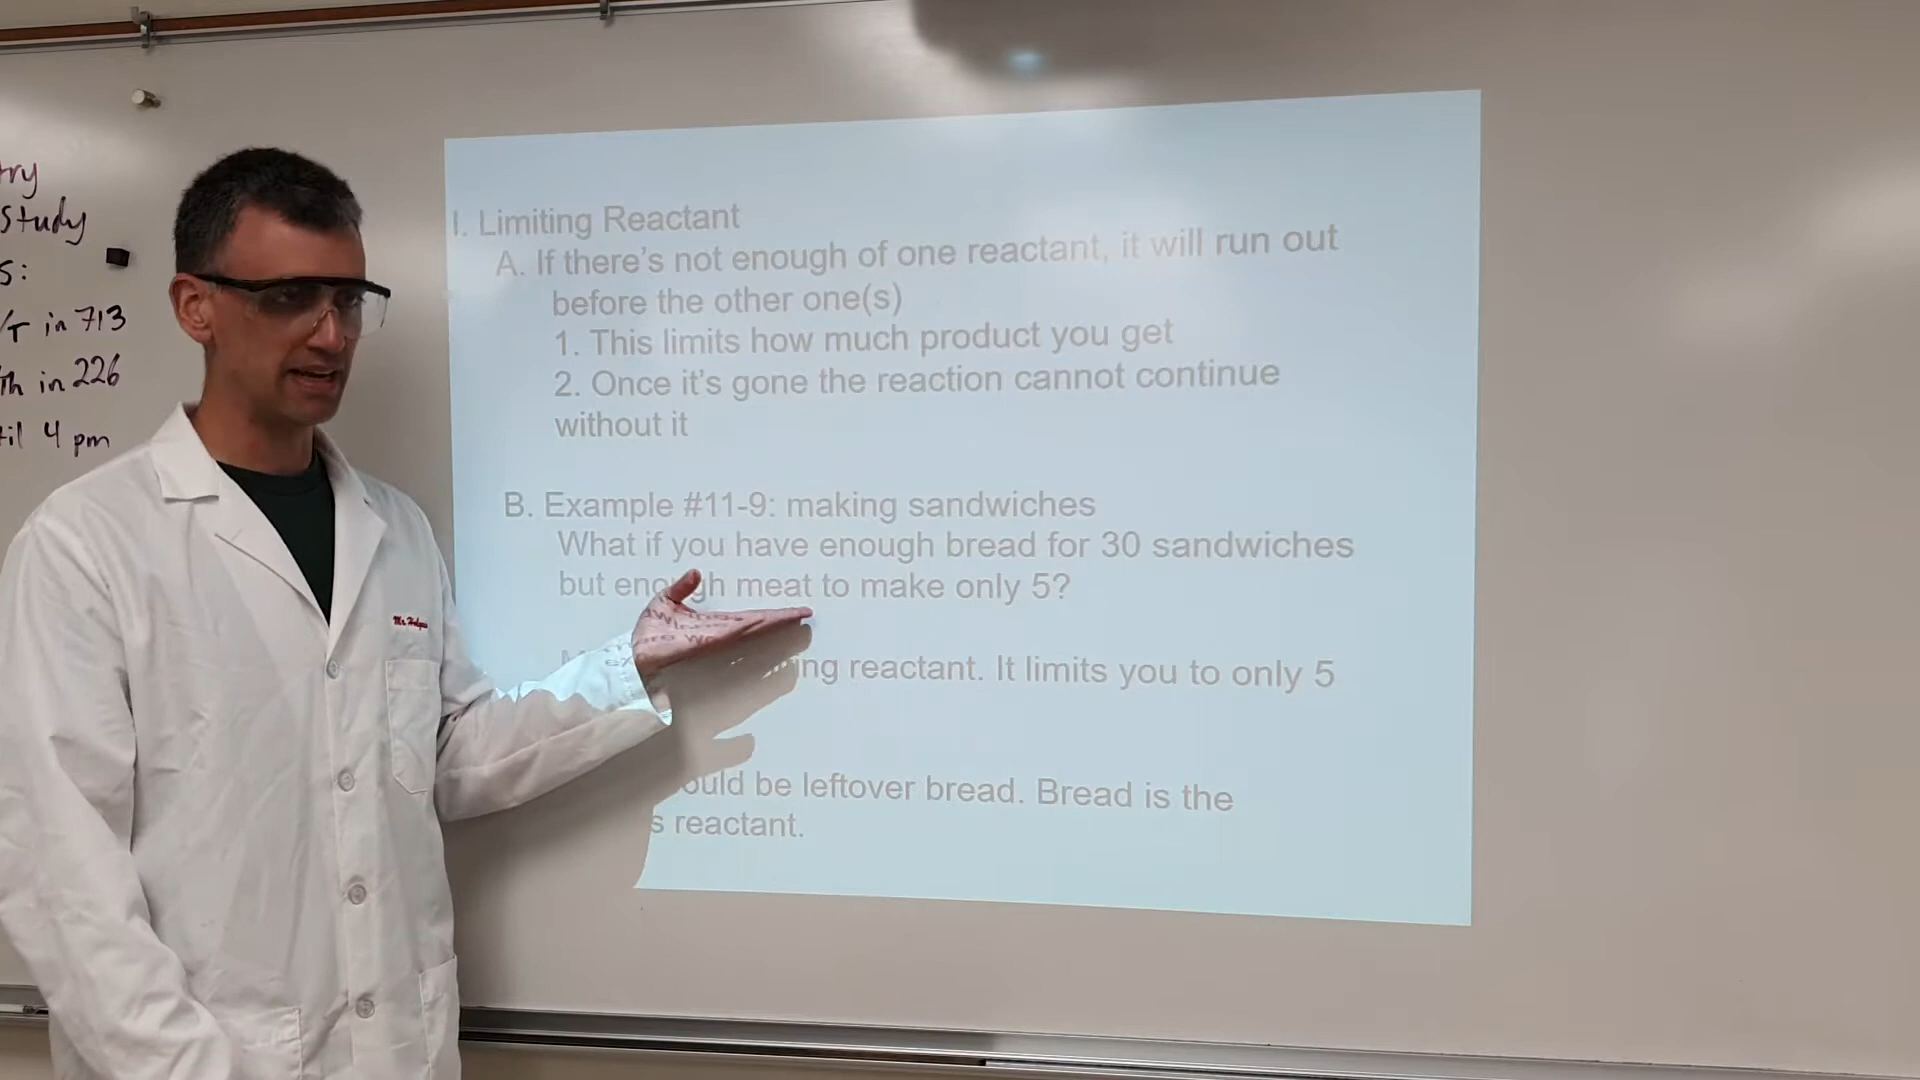 try
Study
s:
/T in 713
Th in 226
til 4 pm
I. Limiting Reactant
A. If there's not enough of one reactant, it will run out
before the other one(s)
1. This limits how much product you get
2. Once it's gone the reaction cannot continue
without it
B. Example #11-9: making sandwiches
What if you have enough bread for 30 sandwiches
but enough meat to make only 5?
ing reactant. It limits you to only 5
ould be leftover bread. Bread is the
s reactant.